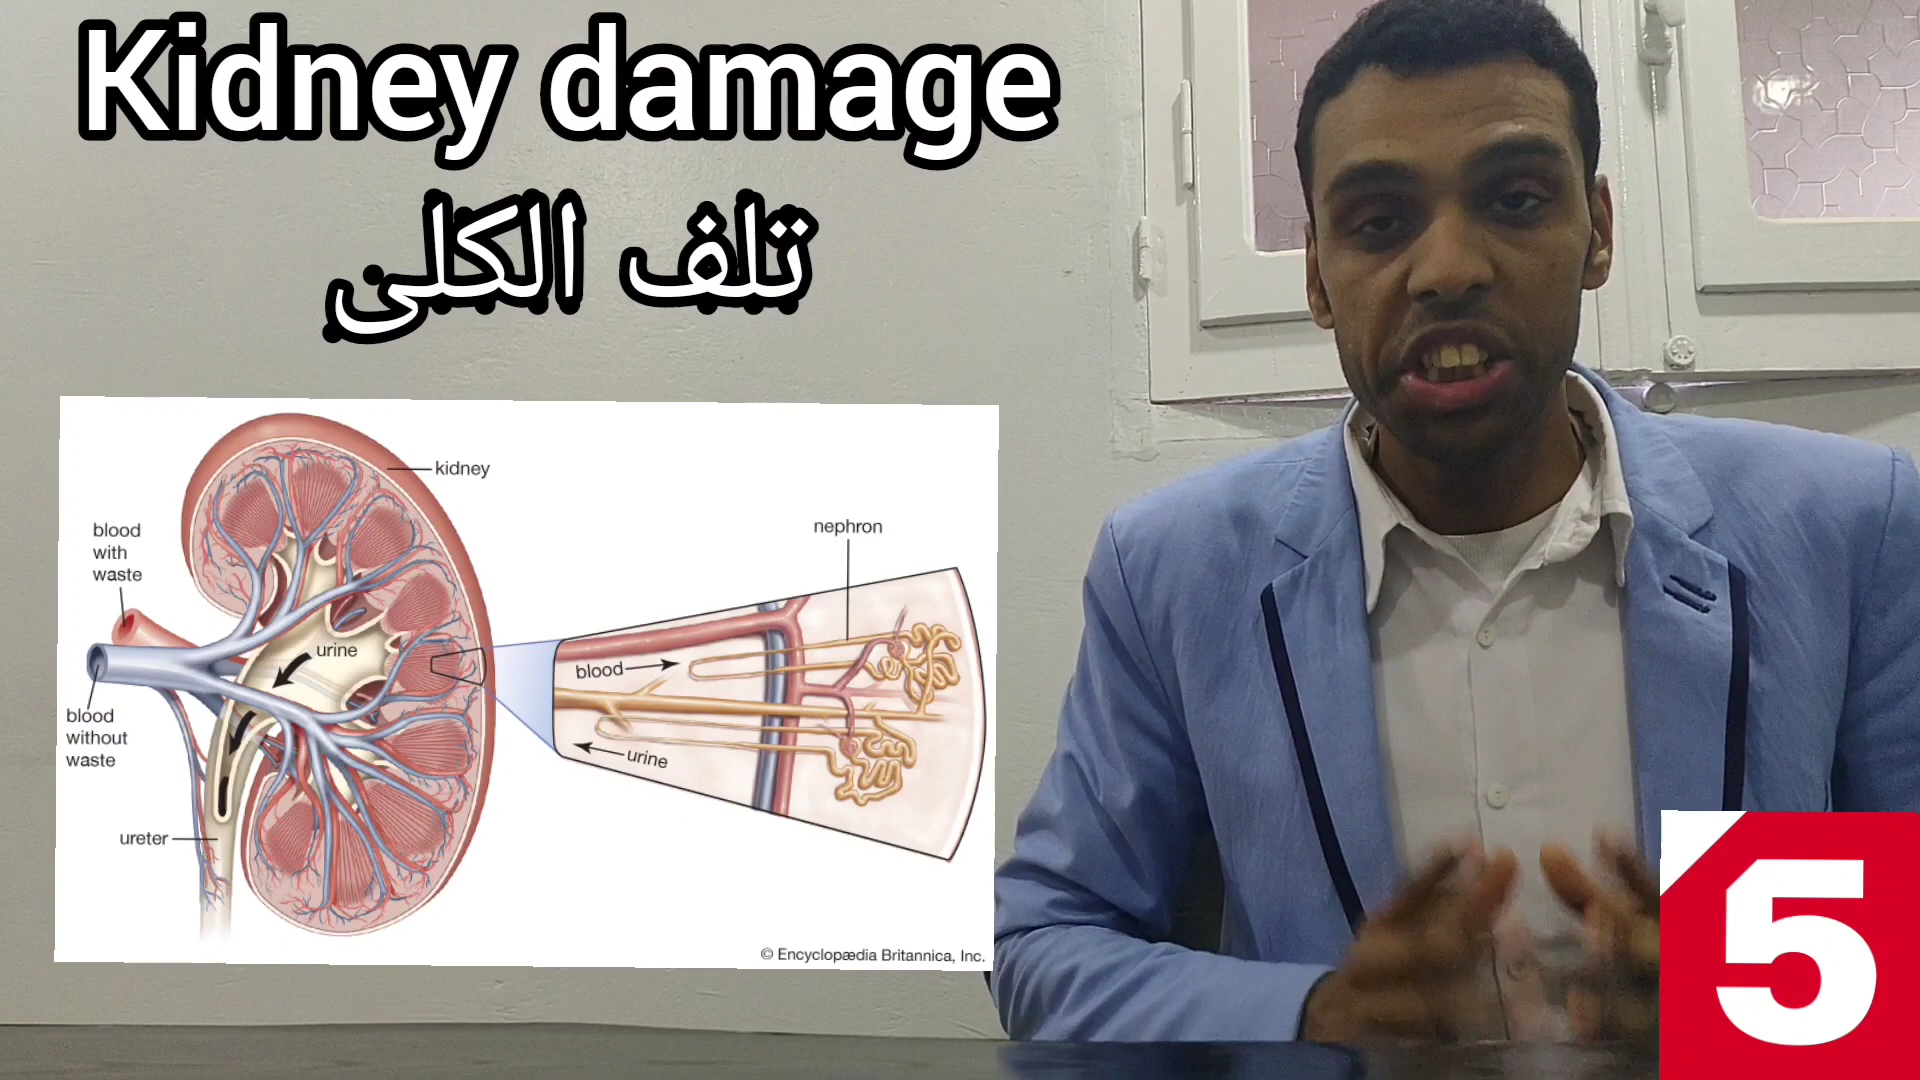 Kidney damage
تلف الكلى
kidney
blood
with
waste
nephron
urine
blood
blood
without
waste
urine
ureter
© Encyclopædia Britannica, Inc.
5